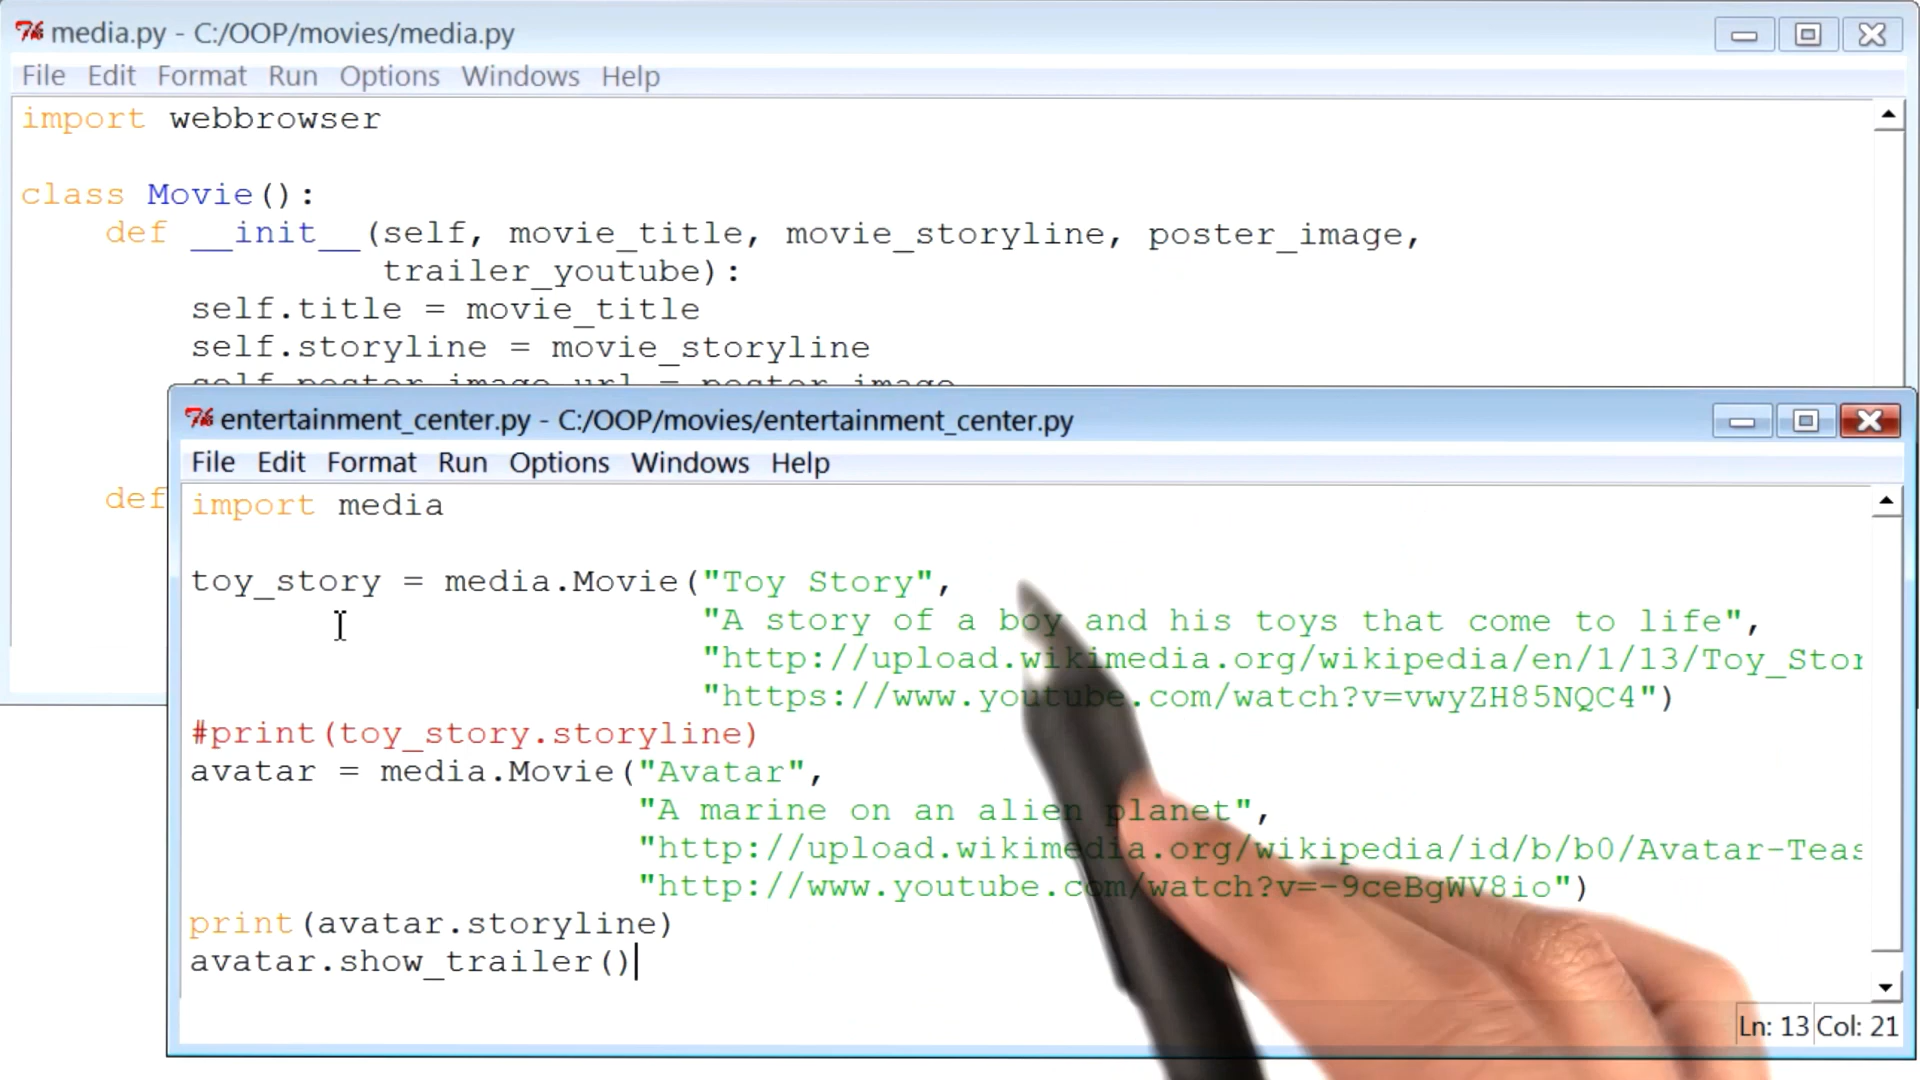 media.py - C:/OOP/movies/media.py
File Edit Format Run Options Windows Help
import webbrowser
class Movie():
def __init__(self, movie_title, movie_storyline, poster_image,
trailer_youtube):
self.title = movie_title
self.storyline = movie_storyline
self.poster_image_url = poster_image
def
entertainment_center.py - C:/OOP/movies/entertainment_center.py
File Edit Format Run Options Windows Help
import media
toy_story = media.Movie("Toy Story",
"A story of a boy and his toys that come to life",
"http://upload.wikimedia.org/wikipedia/en/1/13/Toy_Stor
"https://www.youtube.com/watch?v=vwyZH85NQC4")
#print(toy_story.storyline)
avatar = media.Movie("Avatar",
"A marine on an alien planet",
"http://upload.wikimedia.org/wikipedia/id/b/b0/Avatar-Teas
"http://www.youtube.com/watch?v=-9ceBgWV8io")
print(avatar.storyline)
avatar.show_trailer()
Ln: 13 Col: 21